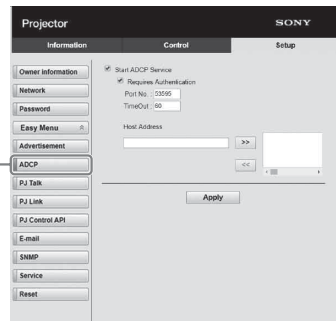 Projector
SONY
Information
Control
Setup
Owner information
Network
Password
Easy Menu
Advertisement
ADCP
PJ Talk
PJ Link
PJ Control API
E-mail
SNMP
Service
Reset
Start ADCP Service
Requires Authentication
Port No. : 53595
TimeOut : 60
Host Address
>>
<<
Apply